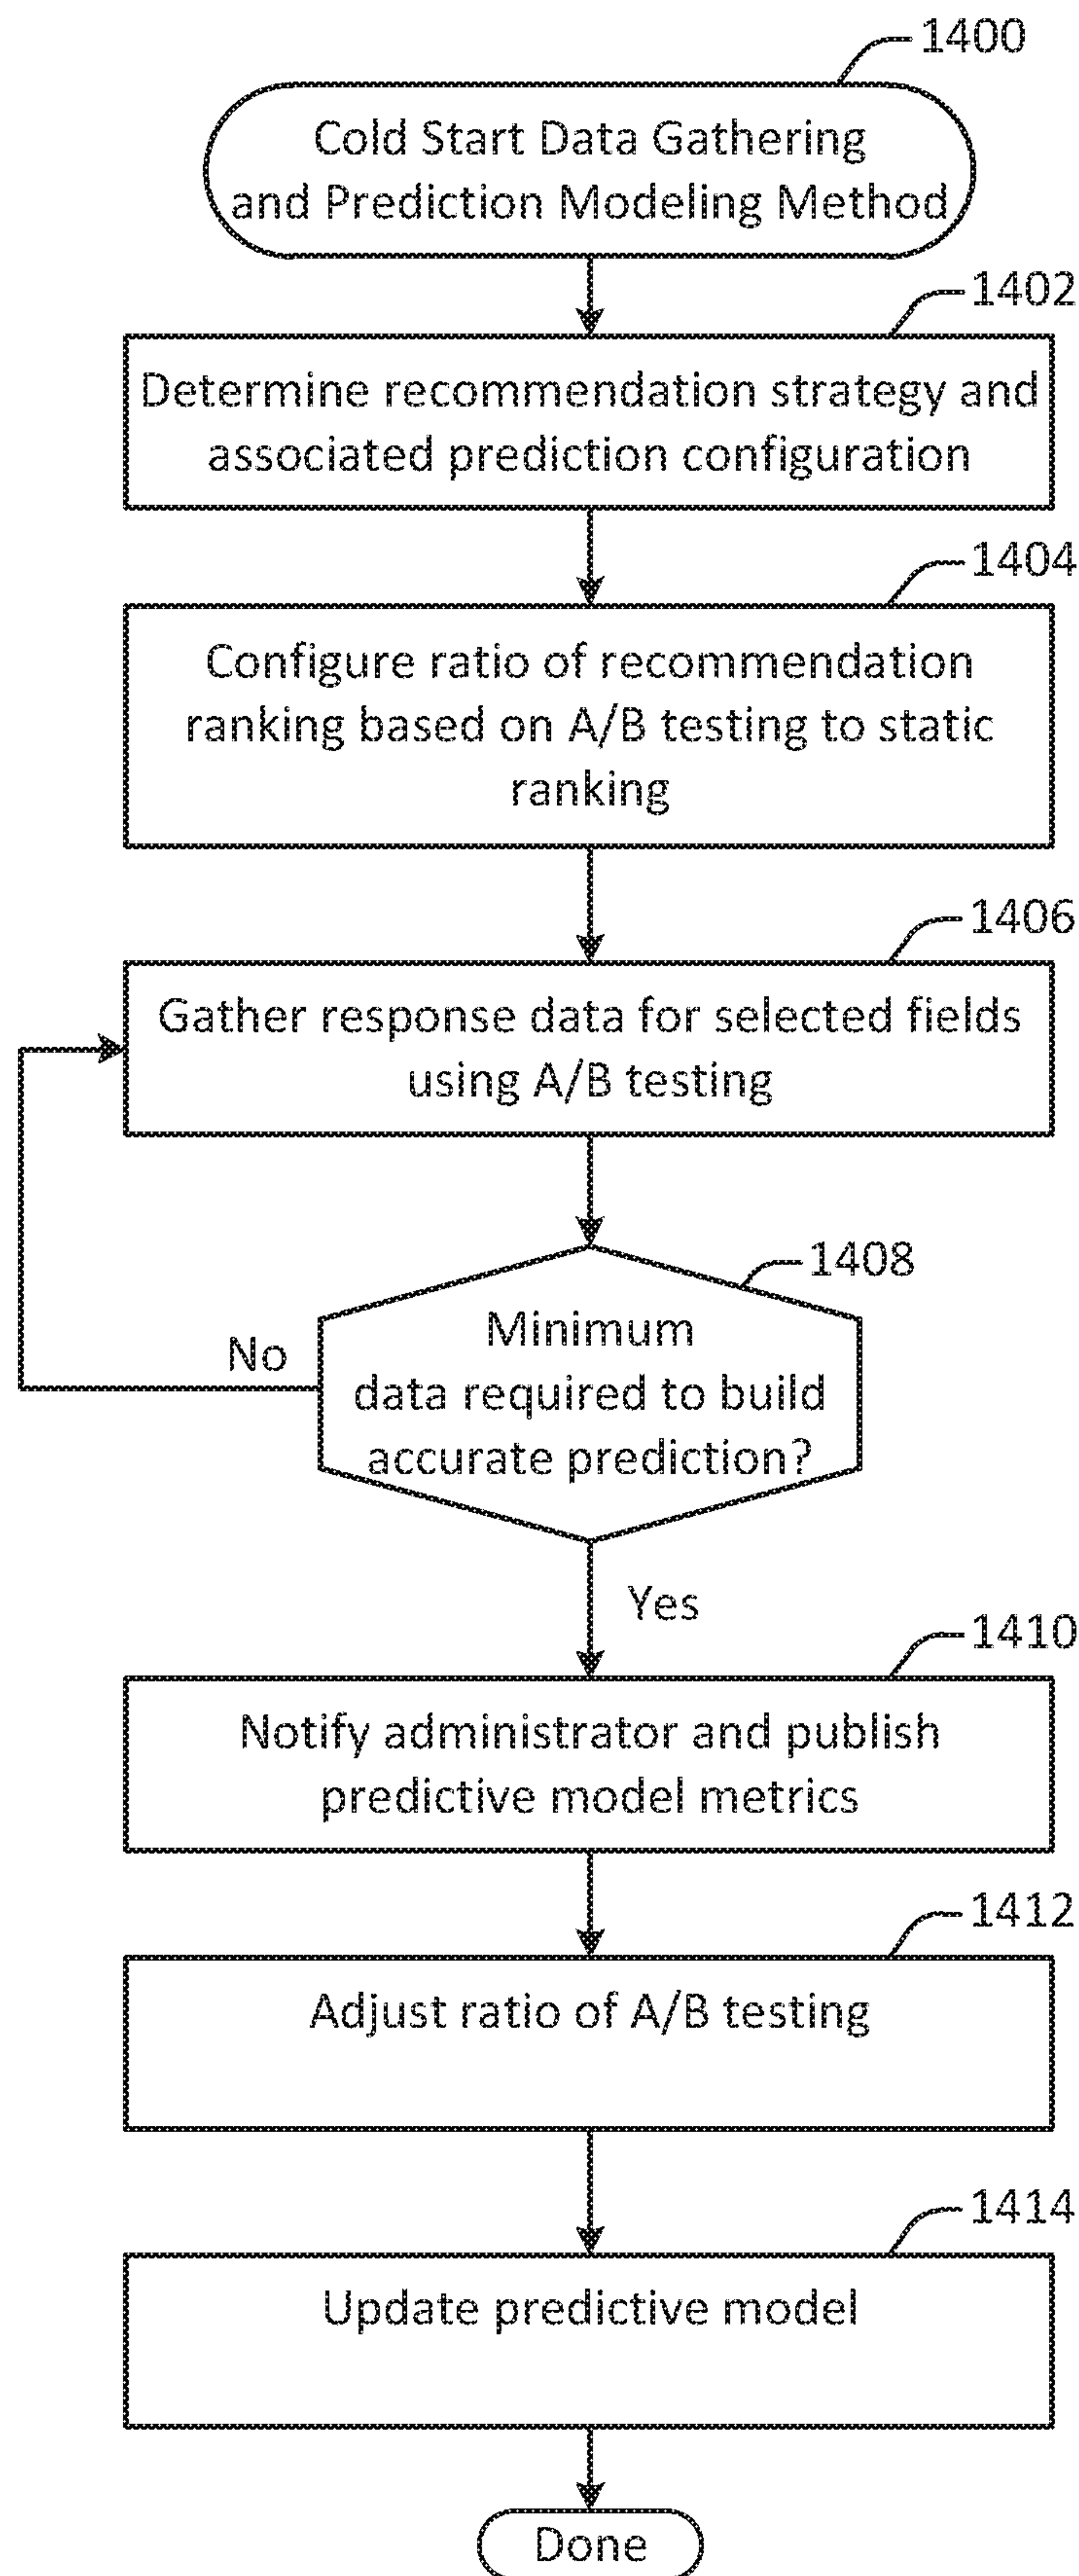 1400
Cold Start Data Gathering
and Prediction Modeling Method
1402
Determine recommendation strategy and
associated prediction configuration
1404
Configure ratio of recommendation
ranking based on A/B testing to static
ranking
1406
Gather response data for selected fields
using A/B testing
1408
Minimum
data required to build
accurate prediction?
No
Yes
1410
Notify administrator and publish
predictive model metrics
1412
Adjust ratio of A/B testing
1414
Update predictive model
Done